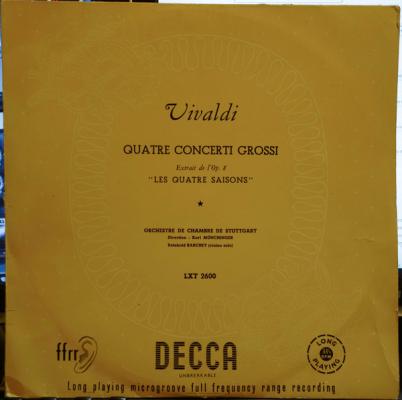 Vivaldi
QUATRE CONCERTI GROSSI
Extrait de l'Op. 8
"LES QUATRE SAISONS"
ORCHESTRE DE CHAMBRE DE STUTTGART
Direction : Karl MÜNCHINGER
Reinhold BARCHET (violon solo)
LXT 2600
ffrr
DECCA
UNBREAKABLE
LONG
PLAYING
Long playing microgroove full frequency range recording